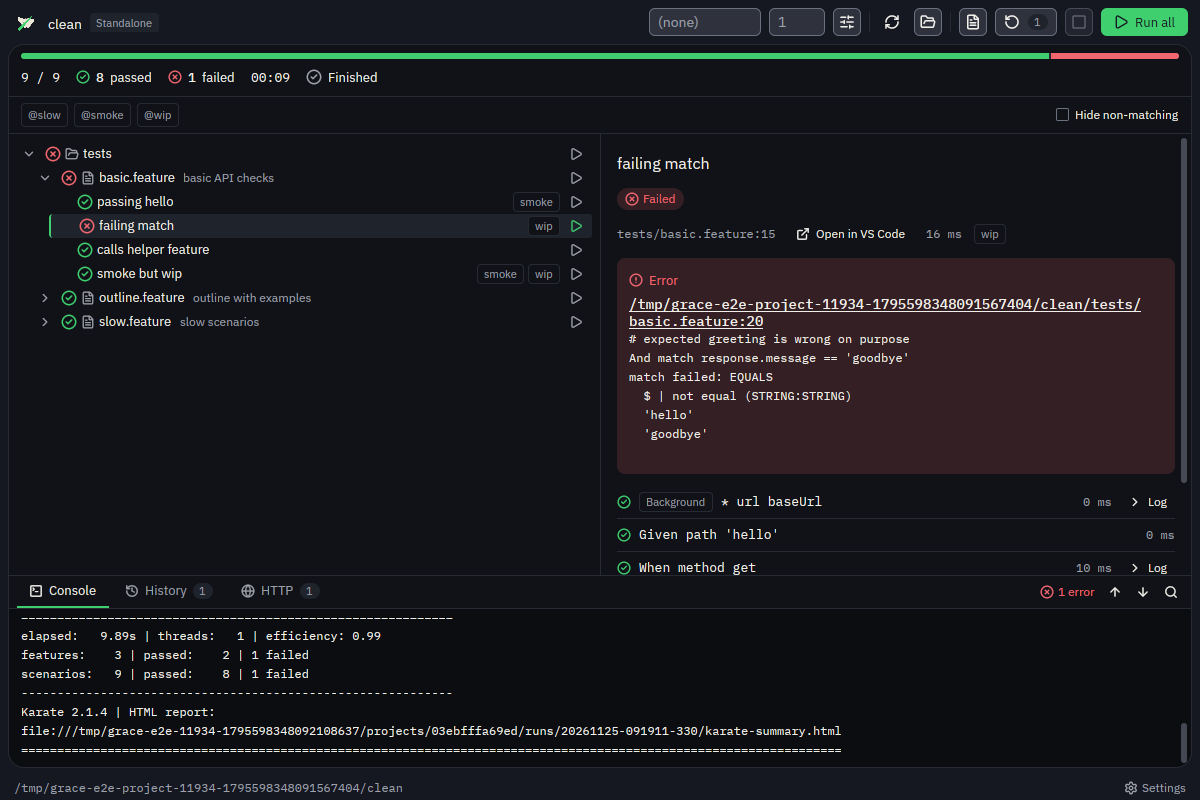 clean Standalone (none) 1 1 Run all
9 / 9 8 passed 1 failed 00:09 Finished
@slow @smoke @wip Hide non-matching
tests
basic.feature basic API checks
passing hello smoke
failing match wip
calls helper feature
smoke but wip smoke wip
outline.feature outline with examples
slow.feature slow scenarios
failing match
Failed
tests/basic.feature:15 Open in VS Code 16 ms wip
Error
/tmp/grace-e2e-project-11934-1795598348091567404/clean/tests/
basic.feature:20
# expected greeting is wrong on purpose
And match response.message == 'goodbye'
match failed: EQUALS
$ | not equal (STRING:STRING)
'hello'
'goodbye'
Background * url baseUrl 0 ms Log
Given path 'hello' 0 ms
When method get 10 ms Log
Console History 1 HTTP 1 1 error
------------------------------------------------------------
elapsed: 9.89s | threads: 1 | efficiency: 0.99
features: 3 | passed: 2 | 1 failed
scenarios: 9 | passed: 8 | 1 failed
------------------------------------------------------------
Karate 2.1.4 | HTML report:
file:///tmp/grace-e2e-11934-1795598348092108637/projects/03ebfffa69ed/runs/20261125-091911-330/karate-summary.html
==================================================================================================================
/tmp/grace-e2e-project-11934-1795598348091567404/clean Settings